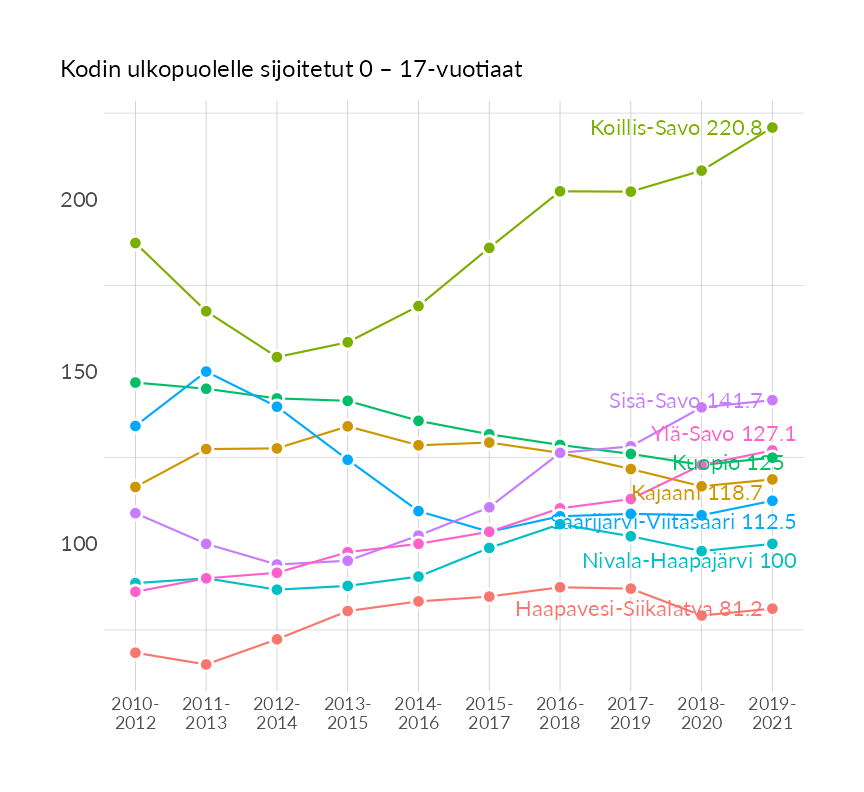 Kodin ulkopuolelle sijoitetut 0 – 17-vuotiaat
Koillis-Savo 220.8
200
150
Sisä-Savo 141.7
Ylä-Savo 127.1
Kuopio 125
Kajaani 118.7
Saarijärvi-Viitasaari 112.5
100
Nivala-Haapajärvi 100
Haapavesi-Siikalatva 81.2
2010-
2012
2011-
2013
2012-
2014
2013-
2015
2014-
2016
2015-
2017
2016-
2018
2017-
2019
2018-
2020
2019-
2021